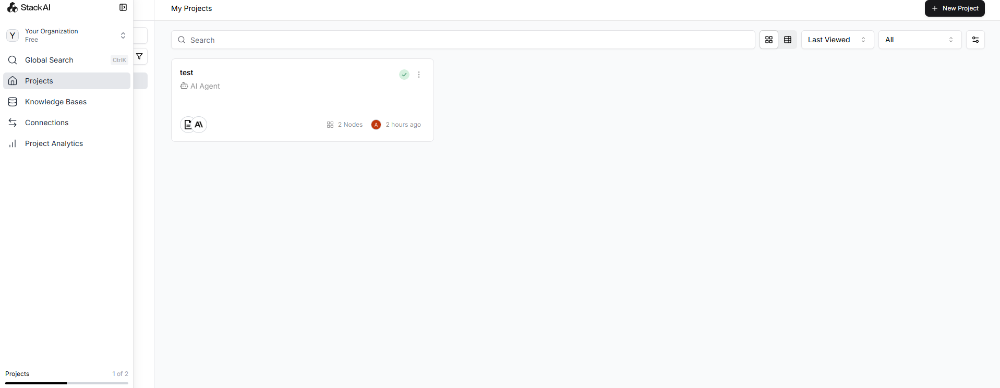 StackAI
Y
Your Organization
Free
Global Search
CtrlK
Projects
Knowledge Bases
Connections
Project Analytics
Projects
1 of 2
My Projects
New Project
Search
Last Viewed
All
test
AI Agent
2 Nodes
A
2 hours ago